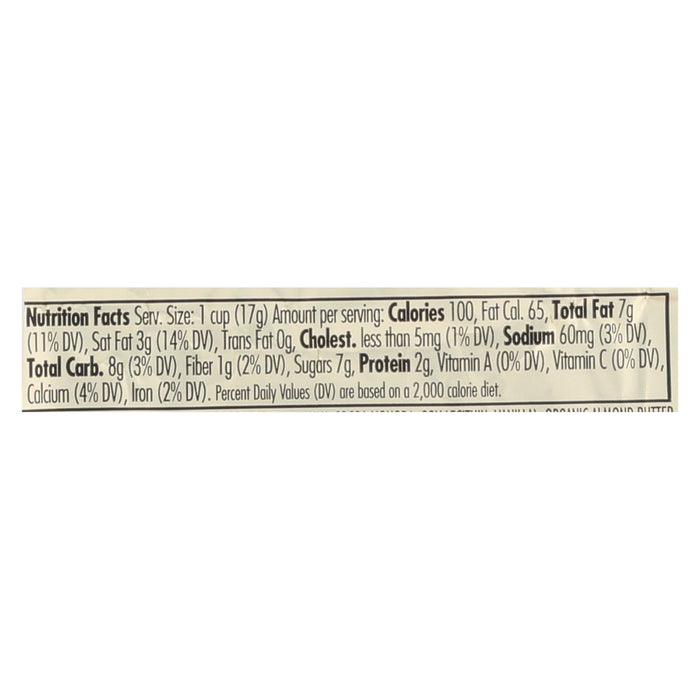 Nutrition Facts Serv. Size: 1 cup (17g) Amount per serving: Calories 100, Fat Cal. 65, Total Fat 7g
(11% DV), Sat Fat 3g (14% DV), Trans Fat 0g, Cholest. less than 5mg (1% DV), Sodium 60mg (3% DV),
Total Carb. 8g (3% DV), Fiber 1g (2% DV), Sugars 7g, Protein 2g, Vitamin A (0% DV), Vitamin C (0% DV),
Calcium (4% DV), Iron (2% DV). Percent Daily Values (DV) are based on a 2,000 calorie diet.
ORGANIC ALMOND BUTTER